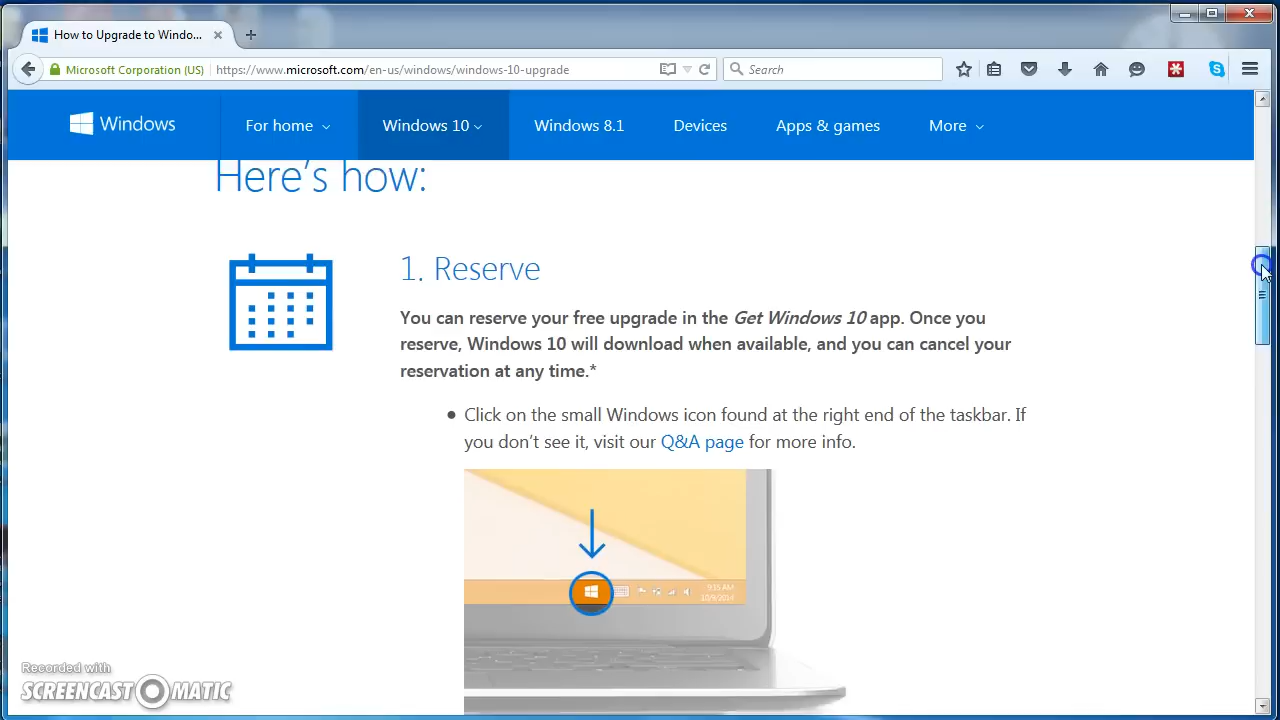 How to Upgrade to Windo...
Microsoft Corporation (US)
https://www.microsoft.com/en-us/windows/windows-10-upgrade
Search
Windows
For home
Windows 10
Windows 8.1
Devices
Apps & games
More
Here's how:
1. Reserve
You can reserve your free upgrade in the Get Windows 10 app. Once you
reserve, Windows 10 will download when available, and you can cancel your
reservation at any time.*
Click on the small Windows icon found at the right end of the taskbar. If
you don't see it, visit our Q&A page for more info.
9:15 AM
Recorded with
SCREENCAST MATIC